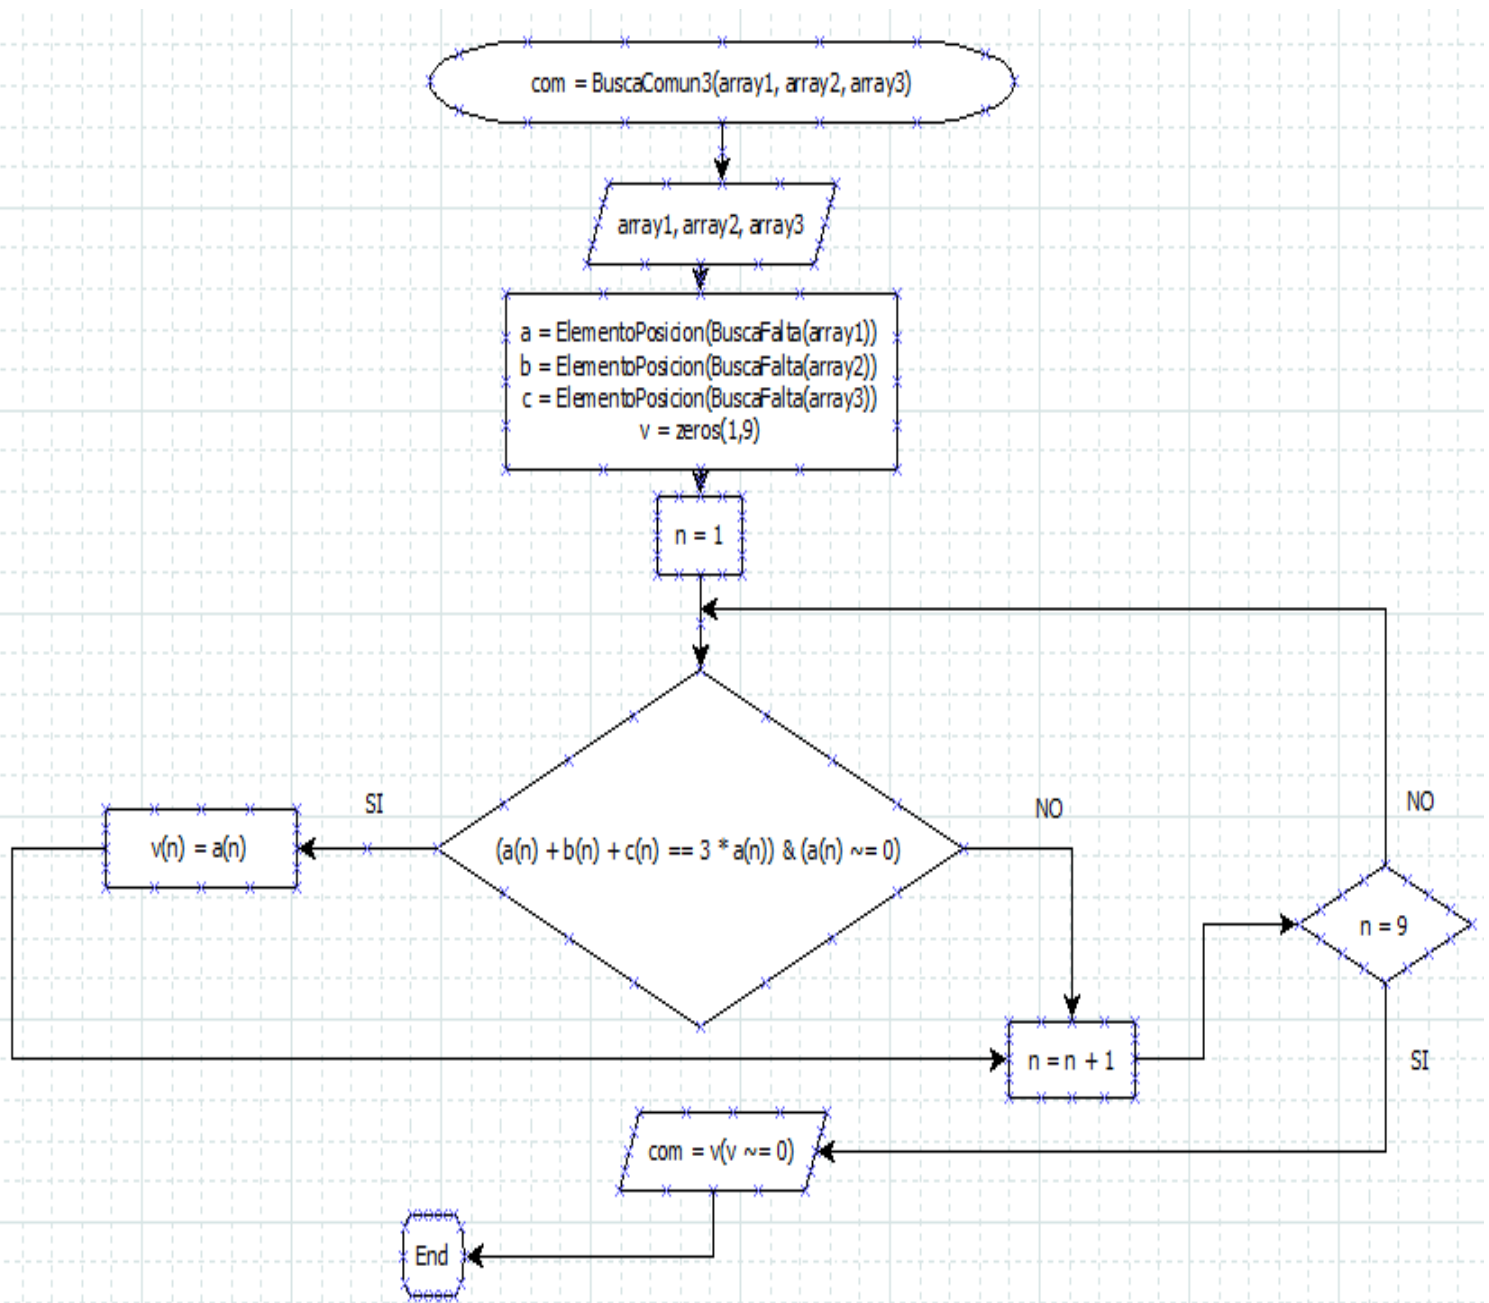 com = BuscaComun3(array1, array2, array3)
array1, array2, array3
a = ElementoPosicion(BuscaFalta(array1))
b = ElementoPosicion(BuscaFalta(array2))
c = ElementoPosicion(BuscaFalta(array3))
v = zeros(1,9)
n = 1
SI
NO
NO
v(n) = a(n)
(a(n) + b(n) + c(n) == 3 * a(n)) & (a(n) ~= 0)
n = 9
n = n + 1
SI
com = v(v ~= 0)
End